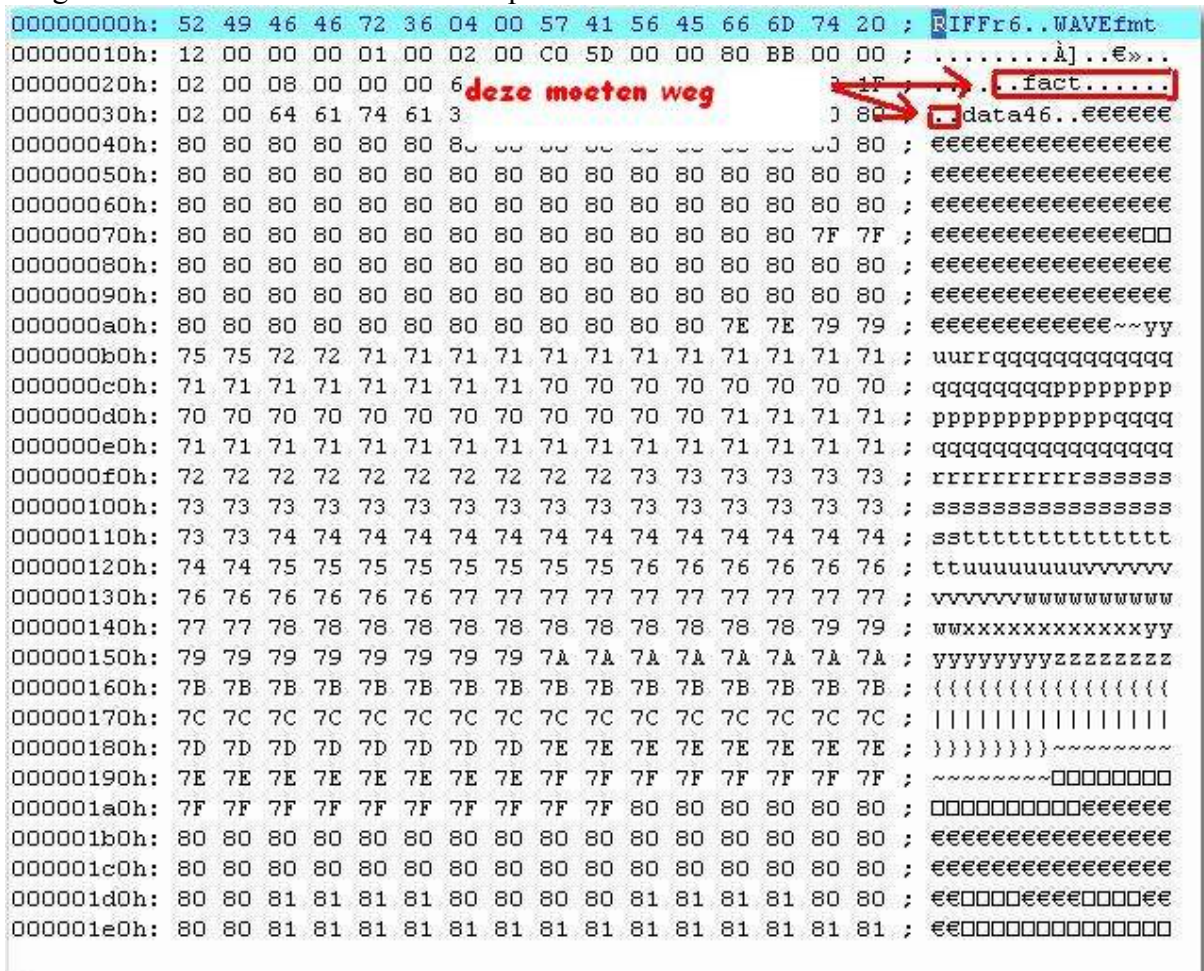 00000000h: 52 49 46 46 72 36 04 00 57 41 56 45 66 6D 74 20 ; RIFFr6..WAVEfmt
00000010h: 12 00 00 00 01 00 02 00 C0 5D 00 00 80 BB 00 00 ; ........À]..€»..
00000020h: 02 00 08 00 00 00 deze moeten weg 1F ; ..fact......
00000030h: 02 00 64 61 74 61 80 ; ..data46..€€€€€€
00000040h: 80 80 80 80 80 80 80 ; €€€€€€€€€€€€€€€€
00000050h: 80 80 80 80 80 80 80 80 80 80 80 80 80 80 80 80 ; €€€€€€€€€€€€€€€€
00000060h: 80 80 80 80 80 80 80 80 80 80 80 80 80 80 80 80 ; €€€€€€€€€€€€€€€€
00000070h: 80 80 80 80 80 80 80 80 80 80 80 80 80 80 7F 7F ; €€€€€€€€€€€€€€□□
00000080h: 80 80 80 80 80 80 80 80 80 80 80 80 80 80 80 80 ; €€€€€€€€€€€€€€€€
00000090h: 80 80 80 80 80 80 80 80 80 80 80 80 80 80 80 80 ; €€€€€€€€€€€€€€€€
000000a0h: 80 80 80 80 80 80 80 80 80 80 80 80 7E 7E 79 79 ; €€€€€€€€€€€€~~yy
000000b0h: 75 75 72 72 71 71 71 71 71 71 71 71 71 71 71 71 ; uurrqqqqqqqqqqqq
000000c0h: 71 71 71 71 71 71 71 71 70 70 70 70 70 70 70 70 ; qqqqqqqqpppppppp
000000d0h: 70 70 70 70 70 70 70 70 70 70 70 70 71 71 71 71 ; ppppppppppppqqqq
000000e0h: 71 71 71 71 71 71 71 71 71 71 71 71 71 71 71 71 ; qqqqqqqqqqqqqqqq
000000f0h: 72 72 72 72 72 72 72 72 72 72 73 73 73 73 73 73 ; rrrrrrrrrrssssss
00000100h: 73 73 73 73 73 73 73 73 73 73 73 73 73 73 73 73 ; ssssssssssssssss
00000110h: 73 73 74 74 74 74 74 74 74 74 74 74 74 74 74 74 ; sstttttttttttttt
00000120h: 74 74 75 75 75 75 75 75 75 75 76 76 76 76 76 76 ; ttuuuuuuuuvvvvvv
00000130h: 76 76 76 76 76 76 77 77 77 77 77 77 77 77 77 77 ; vvvvvvwwwwwwwwww
00000140h: 77 77 78 78 78 78 78 78 78 78 78 78 78 78 79 79 ; wwxxxxxxxxxxxxyy
00000150h: 79 79 79 79 79 79 79 79 7A 7A 7A 7A 7A 7A 7A 7A ; yyyyyyyyzzzzzzzz
00000160h: 7B 7B 7B 7B 7B 7B 7B 7B 7B 7B 7B 7B 7B 7B 7B 7B ; {{{{{{{{{{{{{{{{
00000170h: 7C 7C 7C 7C 7C 7C 7C 7C 7C 7C 7C 7C 7C 7C 7C 7C ; ||||||||||||||||
00000180h: 7D 7D 7D 7D 7D 7D 7D 7D 7E 7E 7E 7E 7E 7E 7E 7E ; }}}}}}}}~~~~~~~~
00000190h: 7E 7E 7E 7E 7E 7E 7E 7E 7F 7F 7F 7F 7F 7F 7F 7F ; ~~~~~~~~□□□□□□□□
000001a0h: 7F 7F 7F 7F 7F 7F 7F 7F 7F 7F 80 80 80 80 80 80 ; □□□□□□□□□□€€€€€€
000001b0h: 80 80 80 80 80 80 80 80 80 80 80 80 80 80 80 80 ; €€€€€€€€€€€€€€€€
000001c0h: 80 80 80 80 80 80 80 80 80 80 80 80 80 80 80 80 ; €€€€€€€€€€€€€€€€
000001d0h: 80 80 81 81 81 81 80 80 80 80 81 81 81 81 80 80 ; €€□□□□€€€€□□□□€€
000001e0h: 80 80 81 81 81 81 81 81 81 81 81 81 81 81 81 81 ; €€□□□□□□□□□□□□□□